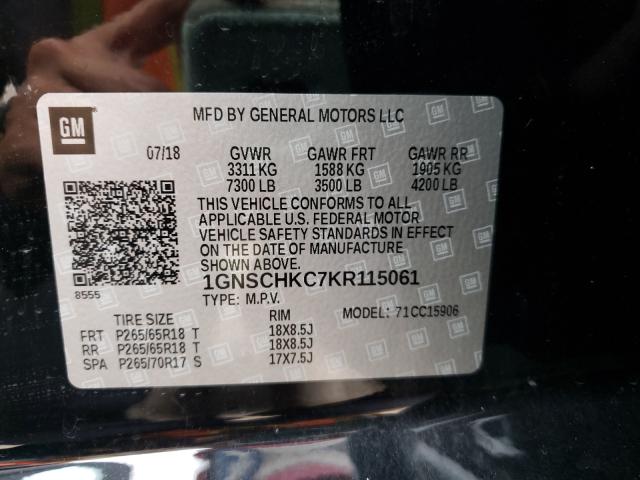 GM
MFD BY GENERAL MOTORS LLC
07/18 GVWR GAWR FRT GAWR RR
3311 KG 1588 KG 1905 KG
7300 LB 3500 LB 4200 LB
THIS VEHICLE CONFORMS TO ALL
APPLICABLE U.S. FEDERAL MOTOR
VEHICLE SAFETY STANDARDS IN EFFECT
ON THE DATE OF MANUFACTURE
SHOWN ABOVE.
8555
1GNSCHKC7KR115061
TYPE: M.P.V. MODEL: 71CC15906
TIRE SIZE RIM
FRT P265/65R18 T 18X8.5J
RR P265/65R18 T 18X8.5J
SPA P265/70R17 S 17X7.5J